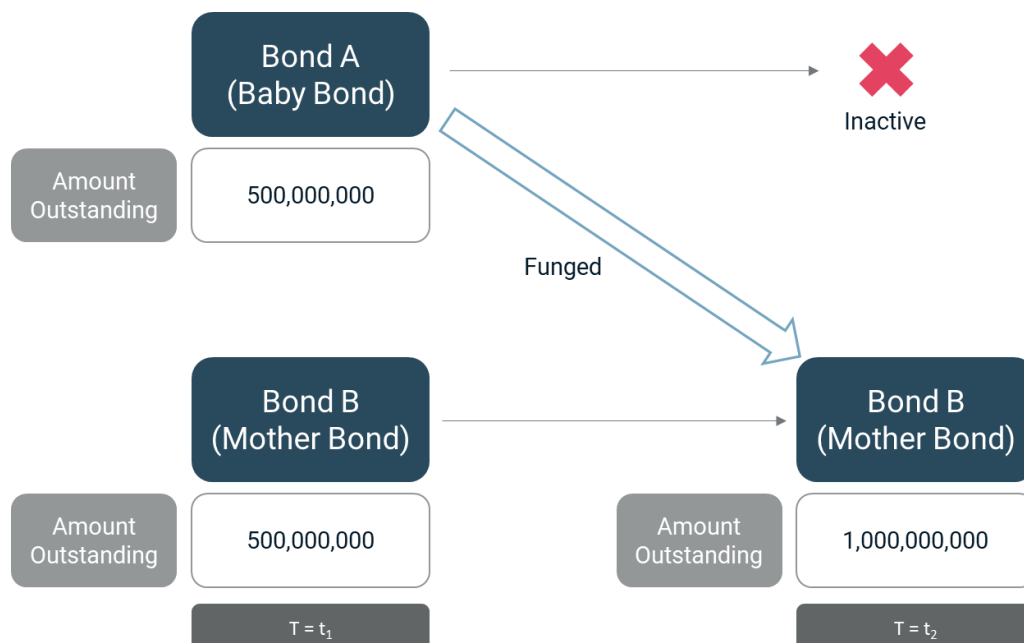 Bond A
(Baby Bond)
Inactive
Amount
Outstanding
500,000,000
Funged
Bond B
(Mother Bond)
Bond B
(Mother Bond)
Amount
Outstanding
500,000,000
Amount
Outstanding
1,000,000,000
T = t₁
T = t₂